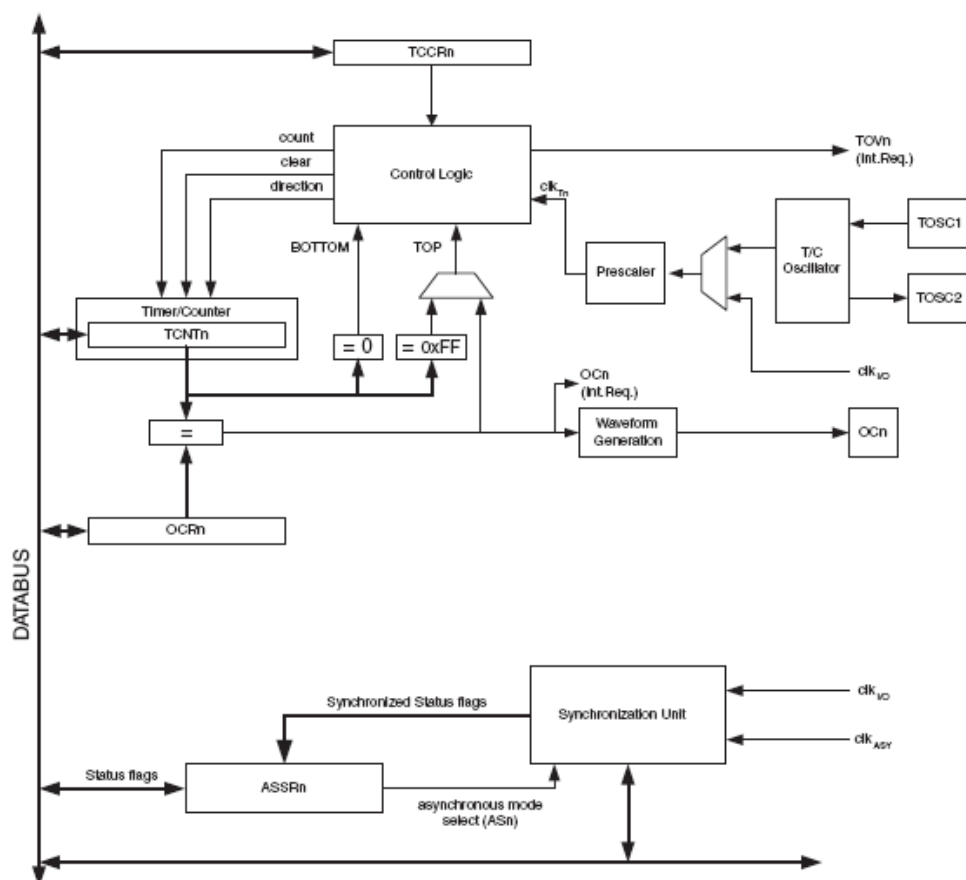 TCCRn
count
clear
direction
Control Logic
TOVn
(Int.Req.)
clkTn
BOTTOM
TOP
Prescaler
T/C
Oscillator
TOSC1
TOSC2
Timer/Counter
TCNTn
= 0
= 0xFF
OCn
(Int.Req.)
clkI/O
=
Waveform
Generation
OCn
OCRn
DATABUS
Synchronized Status flags
Synchronization Unit
clkI/O
clkASY
Status flags
ASSRn
asynchronous mode
select (ASn)